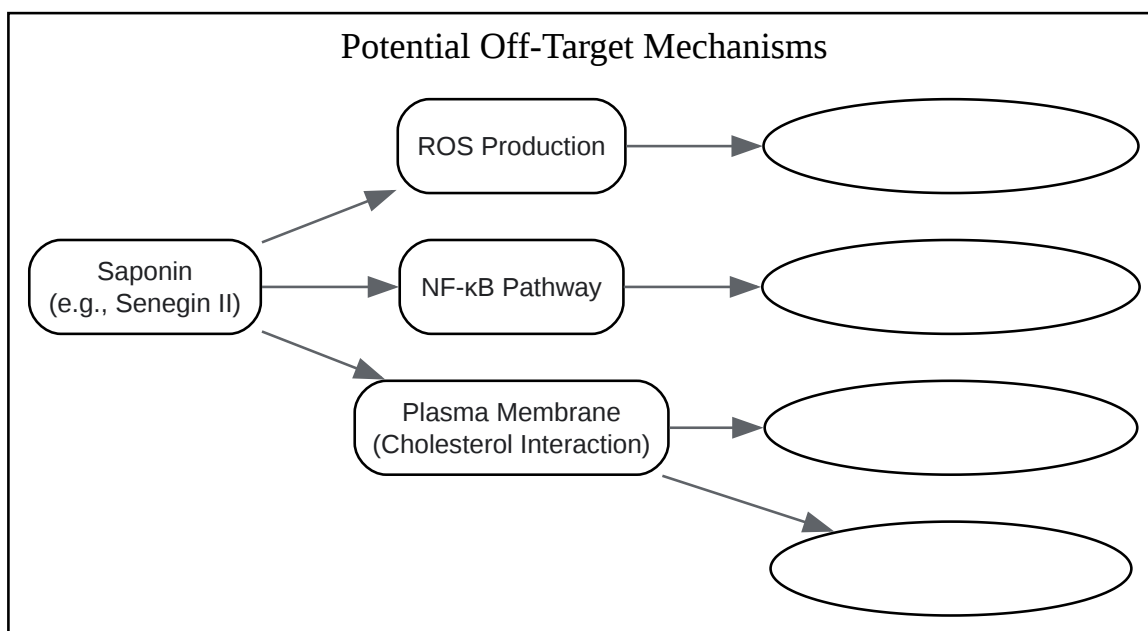 Potential Off-Target Mechanisms
ROS Production
Saponin
(e.g., Senegin II)
NF-κB Pathway
Plasma Membrane
(Cholesterol Interaction)